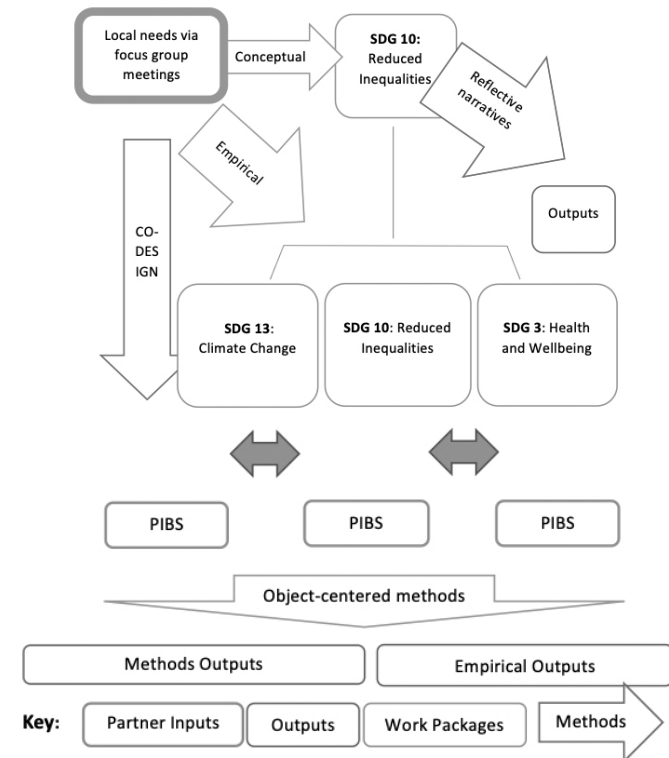 Local needs via
focus group
meetings
Conceptual
SDG 10:
Reduced
Inequalities
Reflective
narratives
Empirical
Outputs
CO-
DES
IGN
SDG 13:
Climate Change
SDG 10: Reduced
Inequalities
SDG 3: Health
and Wellbeing
PIBS
PIBS
PIBS
Object-centered methods
Methods Outputs
Empirical Outputs
Key:
Partner Inputs
Outputs
Work Packages
Methods